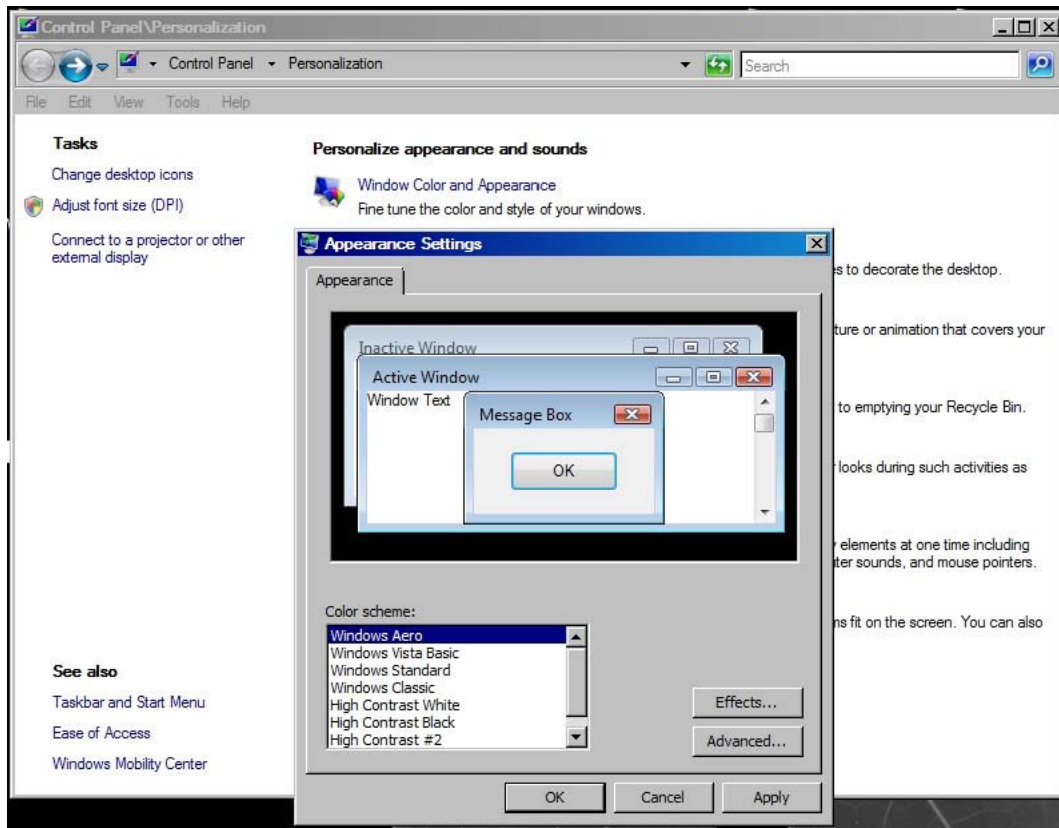 Control Panel\Personalization
Control Panel Personalization Search
File Edit View Tools Help
Tasks
Change desktop icons
Adjust font size (DPI)
Connect to a projector or other
external display
Personalize appearance and sounds
Window Color and Appearance
Fine tune the color and style of your windows.
Appearance Settings
Appearance
Inactive Window
Active Window
Window Text
Message Box
OK
Color scheme:
Windows Aero
Windows Vista Basic
Windows Standard
Windows Classic
High Contrast White
High Contrast Black
High Contrast #2
Effects...
Advanced...
OK Cancel Apply
to decorate the desktop.
or animation that covers your
to emptying your Recycle Bin.
looks during such activities as
elements at one time including
sounds, and mouse pointers.
fit on the screen. You can also
See also
Taskbar and Start Menu
Ease of Access
Windows Mobility Center